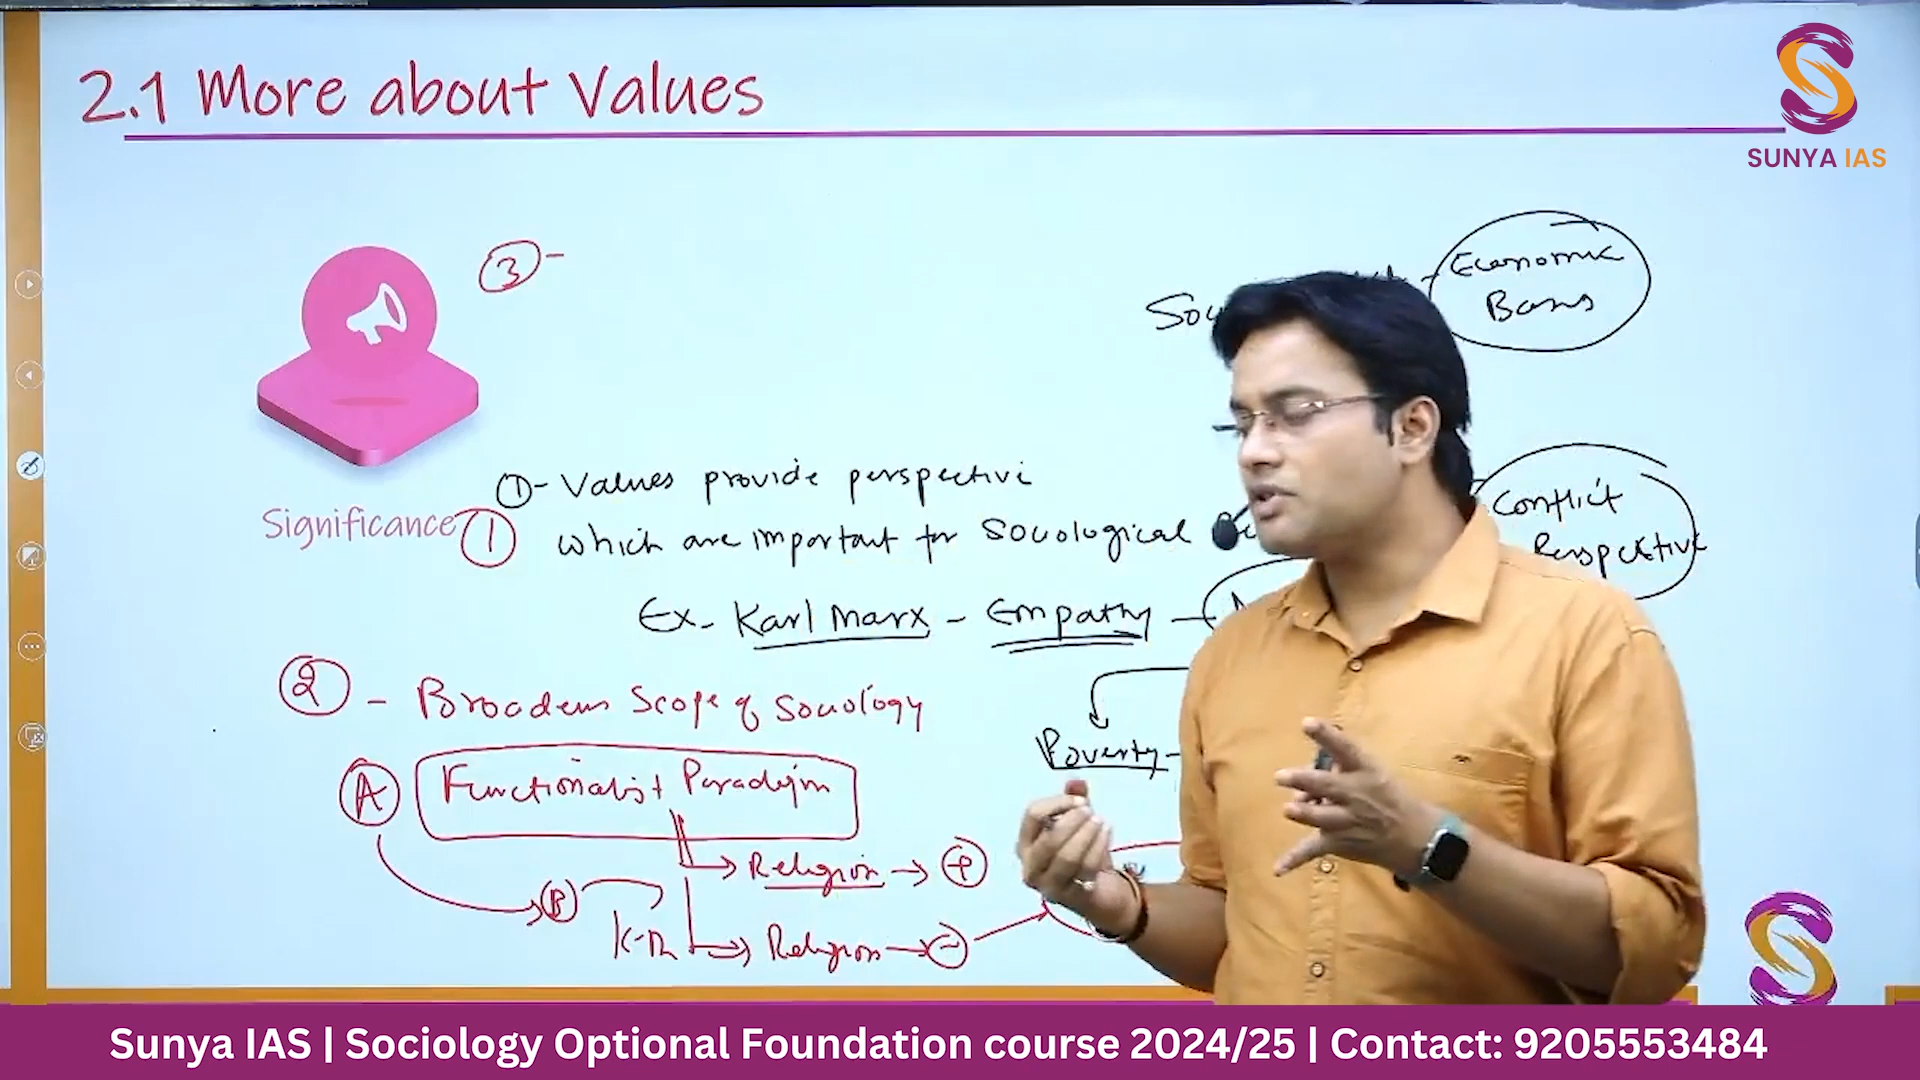 2.1 More about Values
SUNYA IAS
3 -
Economic
Basis
1 - Values provide perspective
which are important for Sociological
Significance 1
Conflict
Perspective
Ex- Karl Marx - Empathy -
2 - Broadens Scope of Sociology
Poverty -
A Functionalist Paradigm
→ Religion → +
B
K·M → Religion → -
Sunya IAS | Sociology Optional Foundation course 2024/25 | Contact: 9205553484